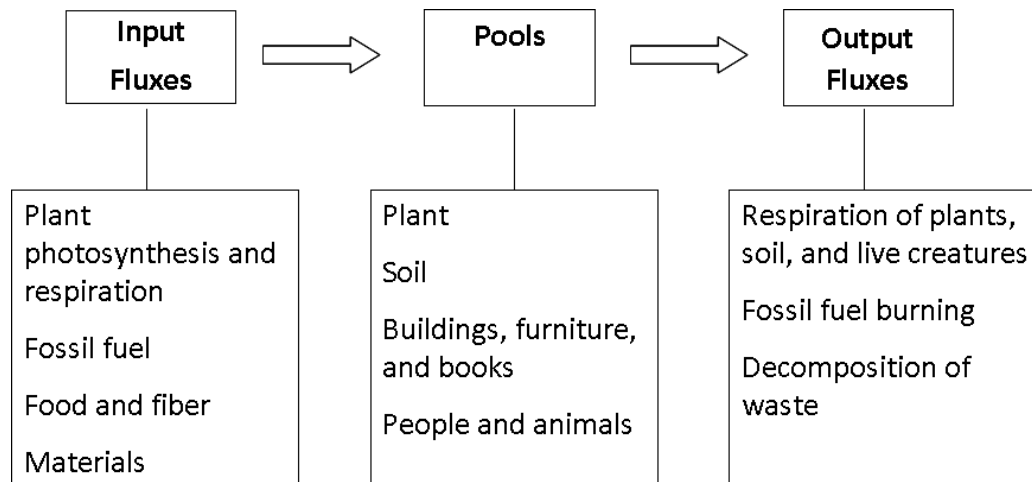 Input
Fluxes
Pools
Output
Fluxes
Plant
photosynthesis and
respiration
Fossil fuel
Food and fiber
Materials
Plant
Soil
Buildings, furniture,
and books
People and animals
Respiration of plants,
soil, and live creatures
Fossil fuel burning
Decomposition of
waste